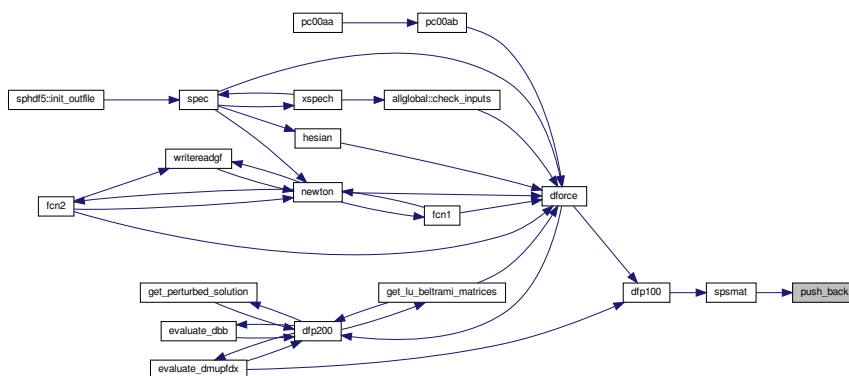 pc00aa
pc00ab
sphdf5::init_outfile
spec
xspech
allglobal::check_inputs
hesian
writereadgf
newton
dforce
fcn2
fcn1
get_perturbed_solution
get_lu_beltrami_matrices
dfp100
spsmat
push_back
evaluate_dbb
dfp200
evaluate_dmupfdx